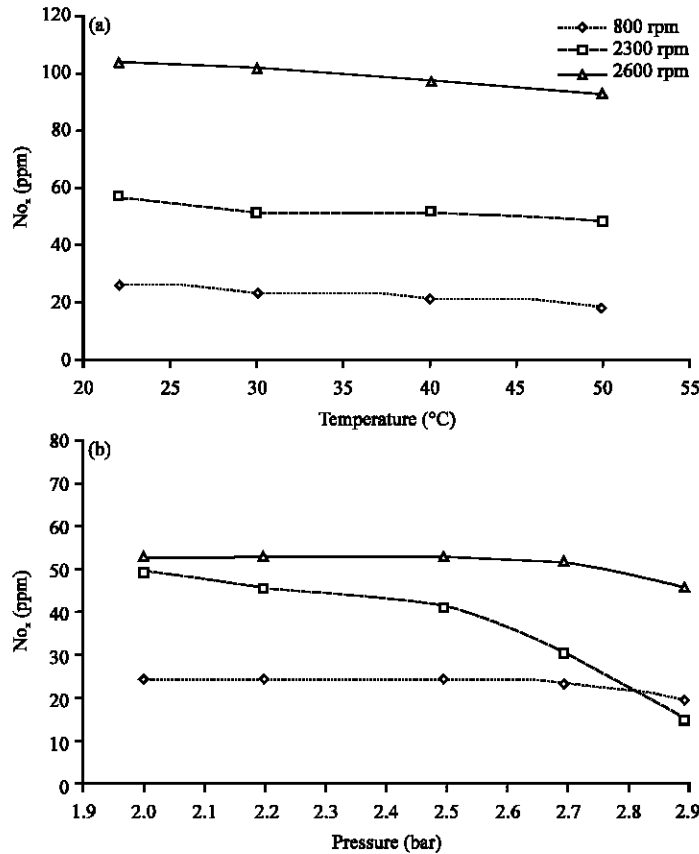 (a)
800 rpm
2300 rpm
2600 rpm
120
100
80
60
40
20
0
Noₓ (ppm)
20 25 30 35 40 45 50 55
Temperature (°C)
(b)
80
70
60
50
40
30
20
10
0
Noₓ (ppm)
1.9 2.0 2.1 2.2 2.3 2.4 2.5 2.6 2.7 2.8 2.9
Pressure (bar)